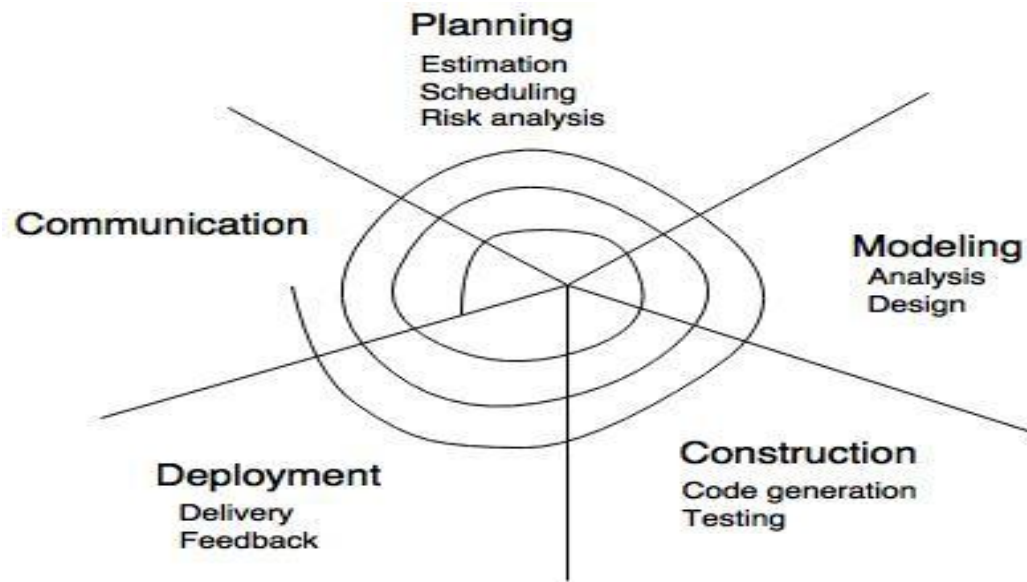 Planning
Estimation
Scheduling
Risk analysis
Communication
Modeling
Analysis
Design
Construction
Code generation
Testing
Deployment
Delivery
Feedback